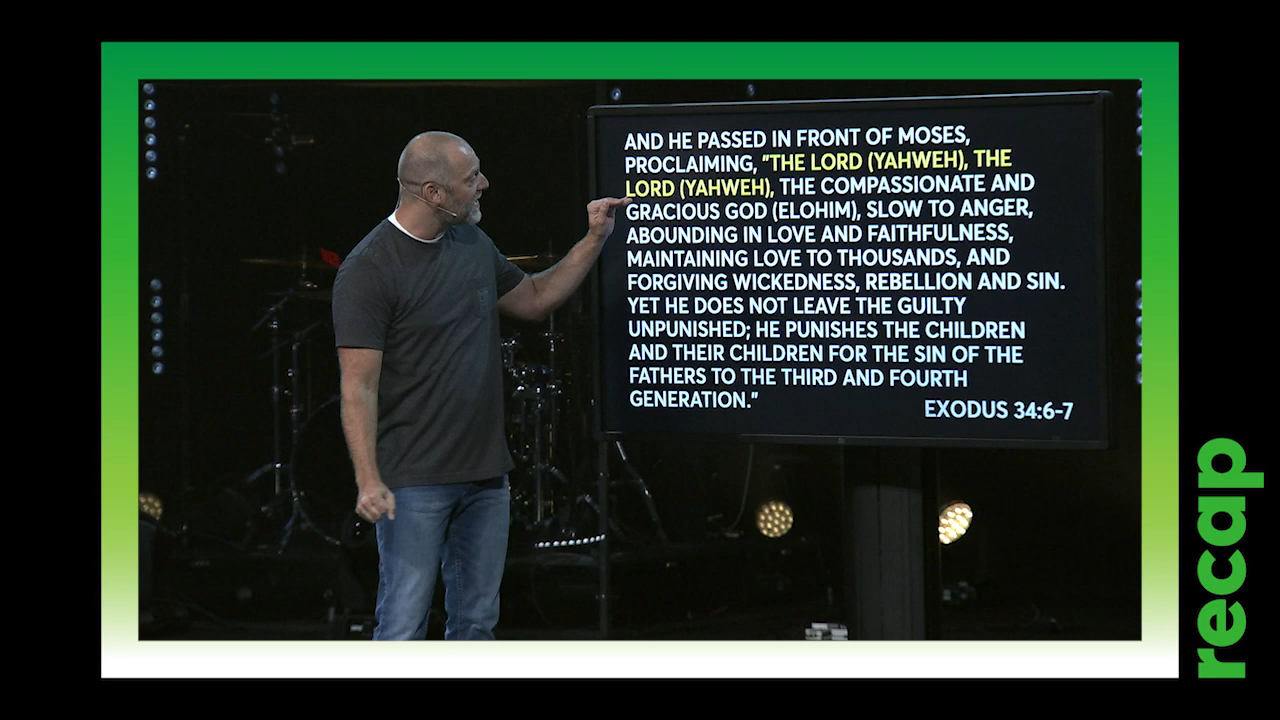 AND HE PASSED IN FRONT OF MOSES,
PROCLAIMING, "THE LORD (YAHWEH), THE
LORD (YAHWEH), THE COMPASSIONATE AND
GRACIOUS GOD (ELOHIM), SLOW TO ANGER,
ABOUNDING IN LOVE AND FAITHFULNESS,
MAINTAINING LOVE TO THOUSANDS, AND
FORGIVING WICKEDNESS, REBELLION AND SIN.
YET HE DOES NOT LEAVE THE GUILTY
UNPUNISHED; HE PUNISHES THE CHILDREN
AND THEIR CHILDREN FOR THE SIN OF THE
FATHERS TO THE THIRD AND FOURTH
GENERATION."
EXODUS 34:6-7
recap